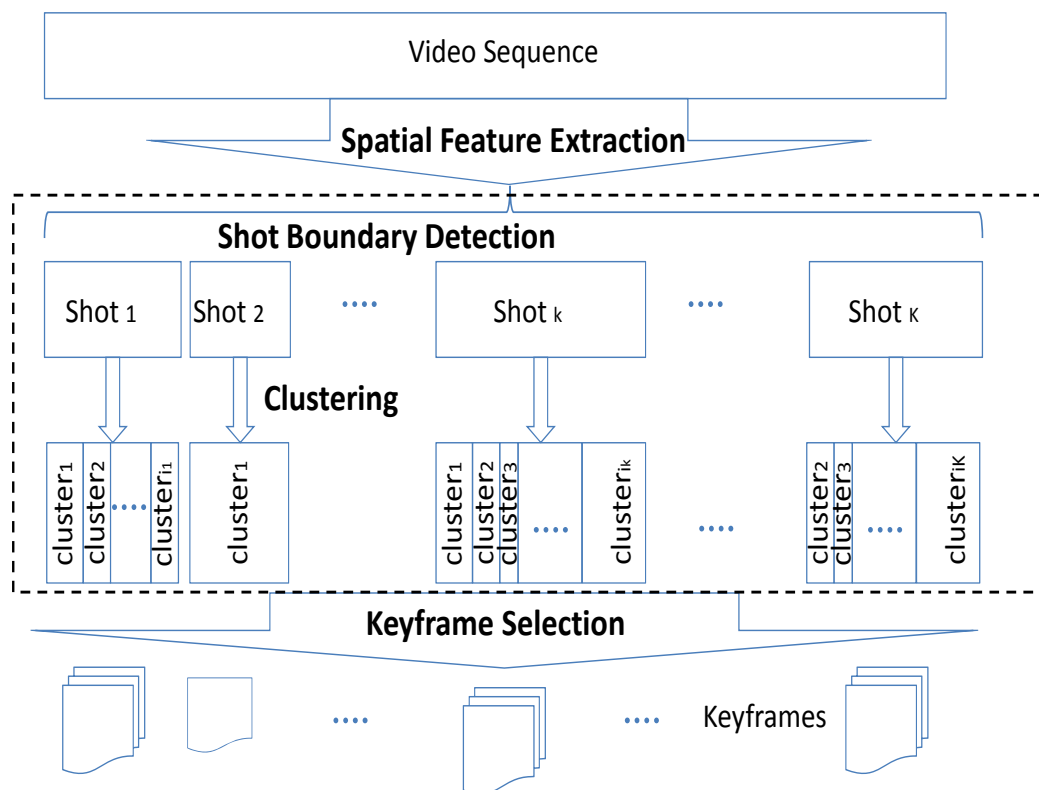 Video Sequence
Spatial Feature Extraction
Shot Boundary Detection
Shot 1
Shot 2
....
Shot k
....
Shot K
Clustering
cluster1
cluster2
....
clusteri1
cluster1
cluster1
cluster2
cluster3
....
clusterik
....
cluster2
cluster3
....
clusteriK
Keyframe Selection
....
....
Keyframes